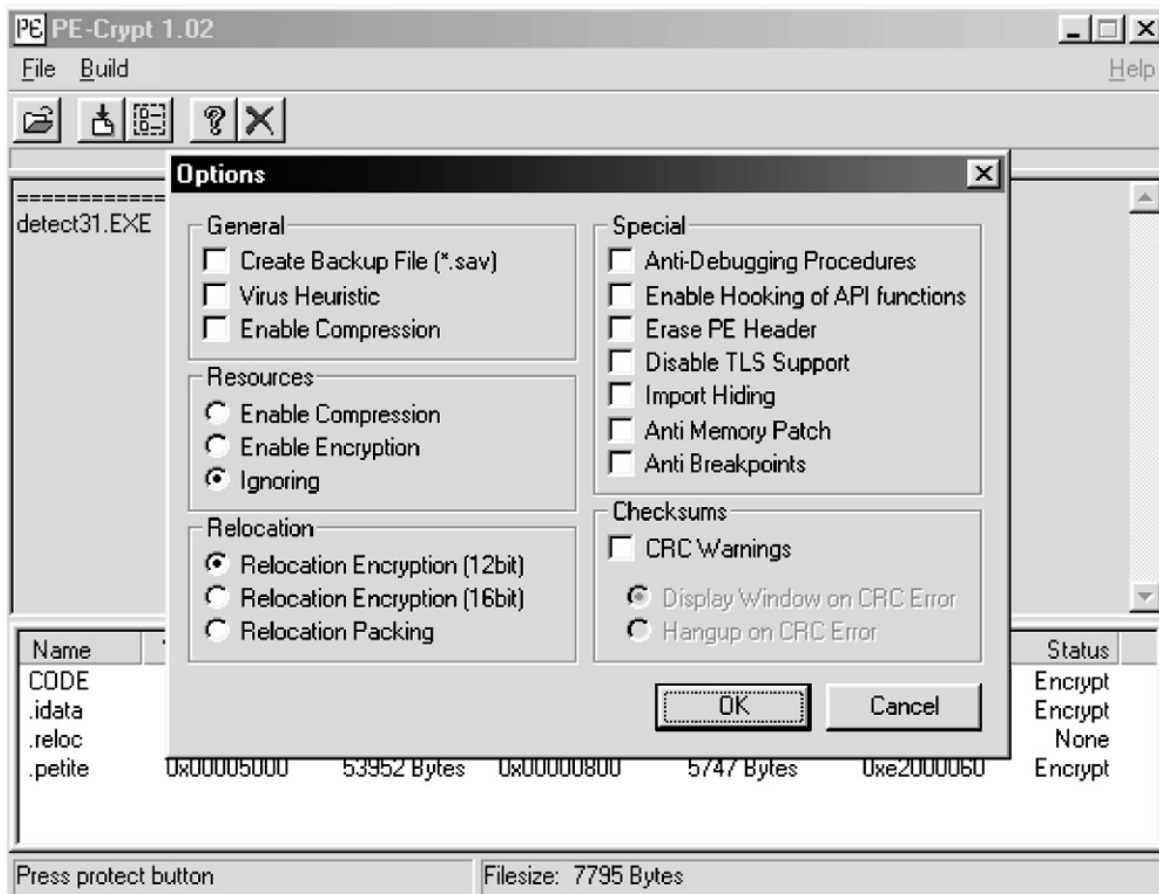 PE PE-Crypt 1.02
File Build Help
Options
============
detect31.EXE
General
Create Backup File (*.sav)
Virus Heuristic
Enable Compression
Resources
Enable Compression
Enable Encryption
Ignoring
Relocation
Relocation Encryption (12bit)
Relocation Encryption (16bit)
Relocation Packing
Special
Anti-Debugging Procedures
Enable Hooking of API functions
Erase PE Header
Disable TLS Support
Import Hiding
Anti Memory Patch
Anti Breakpoints
Checksums
CRC Warnings
Display Window on CRC Error
Hangup on CRC Error
OK Cancel
Name Status
CODE Encrypt
.idata Encrypt
.reloc None
.petite 0x00005000 53952 Bytes 0x00000800 5747 Bytes 0xe2000060 Encrypt
Press protect button Filesize: 7795 Bytes